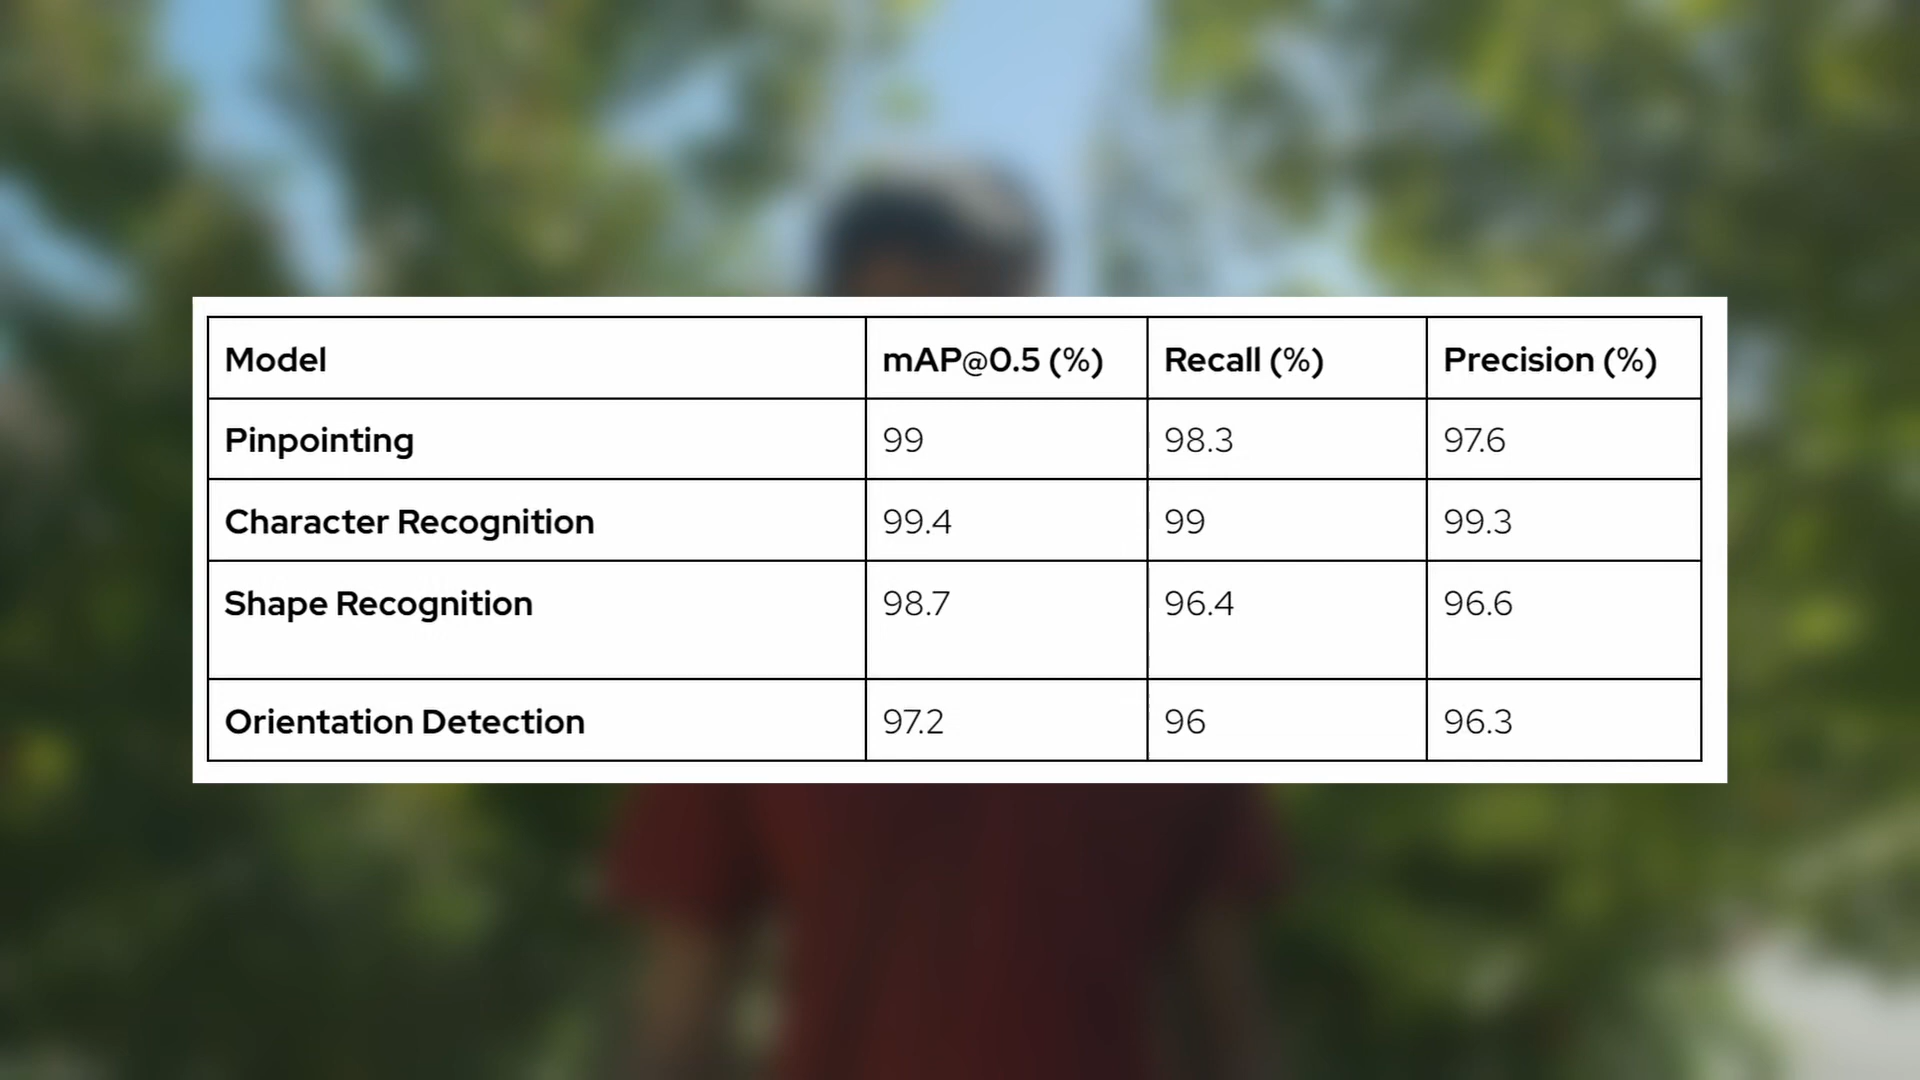 Model mAP@0.5 (%) Recall (%) Precision (%)
Pinpointing 99 98.3 97.6
Character Recognition 99.4 99 99.3
Shape Recognition 98.7 96.4 96.6
Orientation Detection 97.2 96 96.3